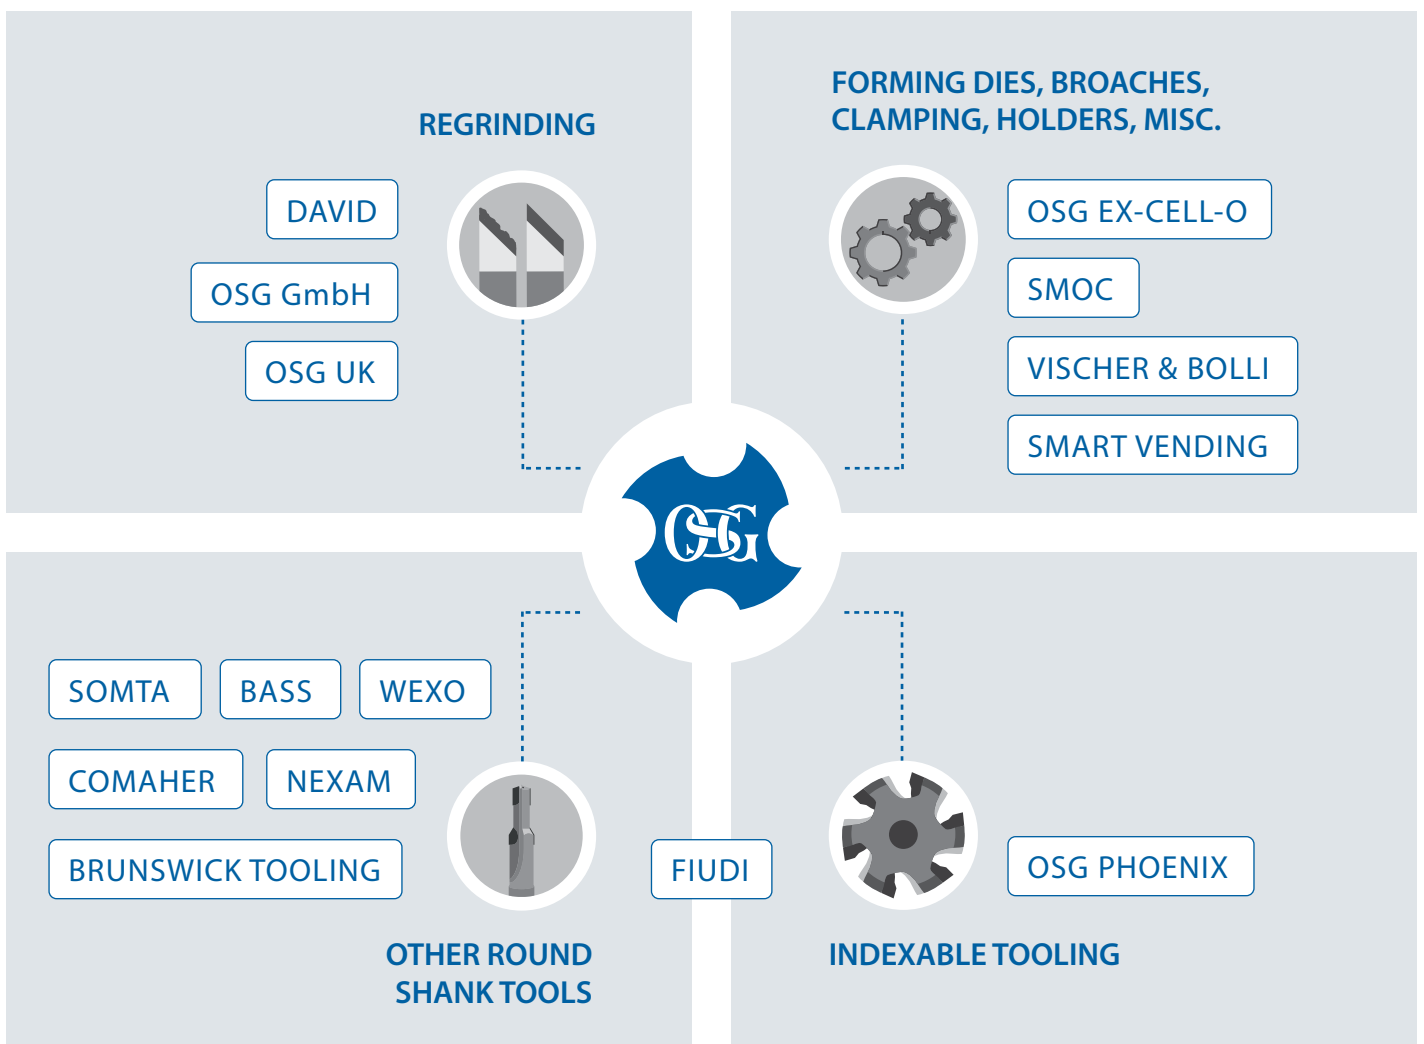 REGRINDING
DAVID
OSG GmbH
OSG UK
FORMING DIES, BROACHES,
CLAMPING, HOLDERS, MISC.
OSG EX-CELL-O
SMOC
VISCHER & BOLLI
SMART VENDING
OSG
SOMTA
BASS
WEXO
COMAHER
NEXAM
BRUNSWICK TOOLING
OTHER ROUND
SHANK TOOLS
FIUDI
OSG PHOENIX
INDEXABLE TOOLING